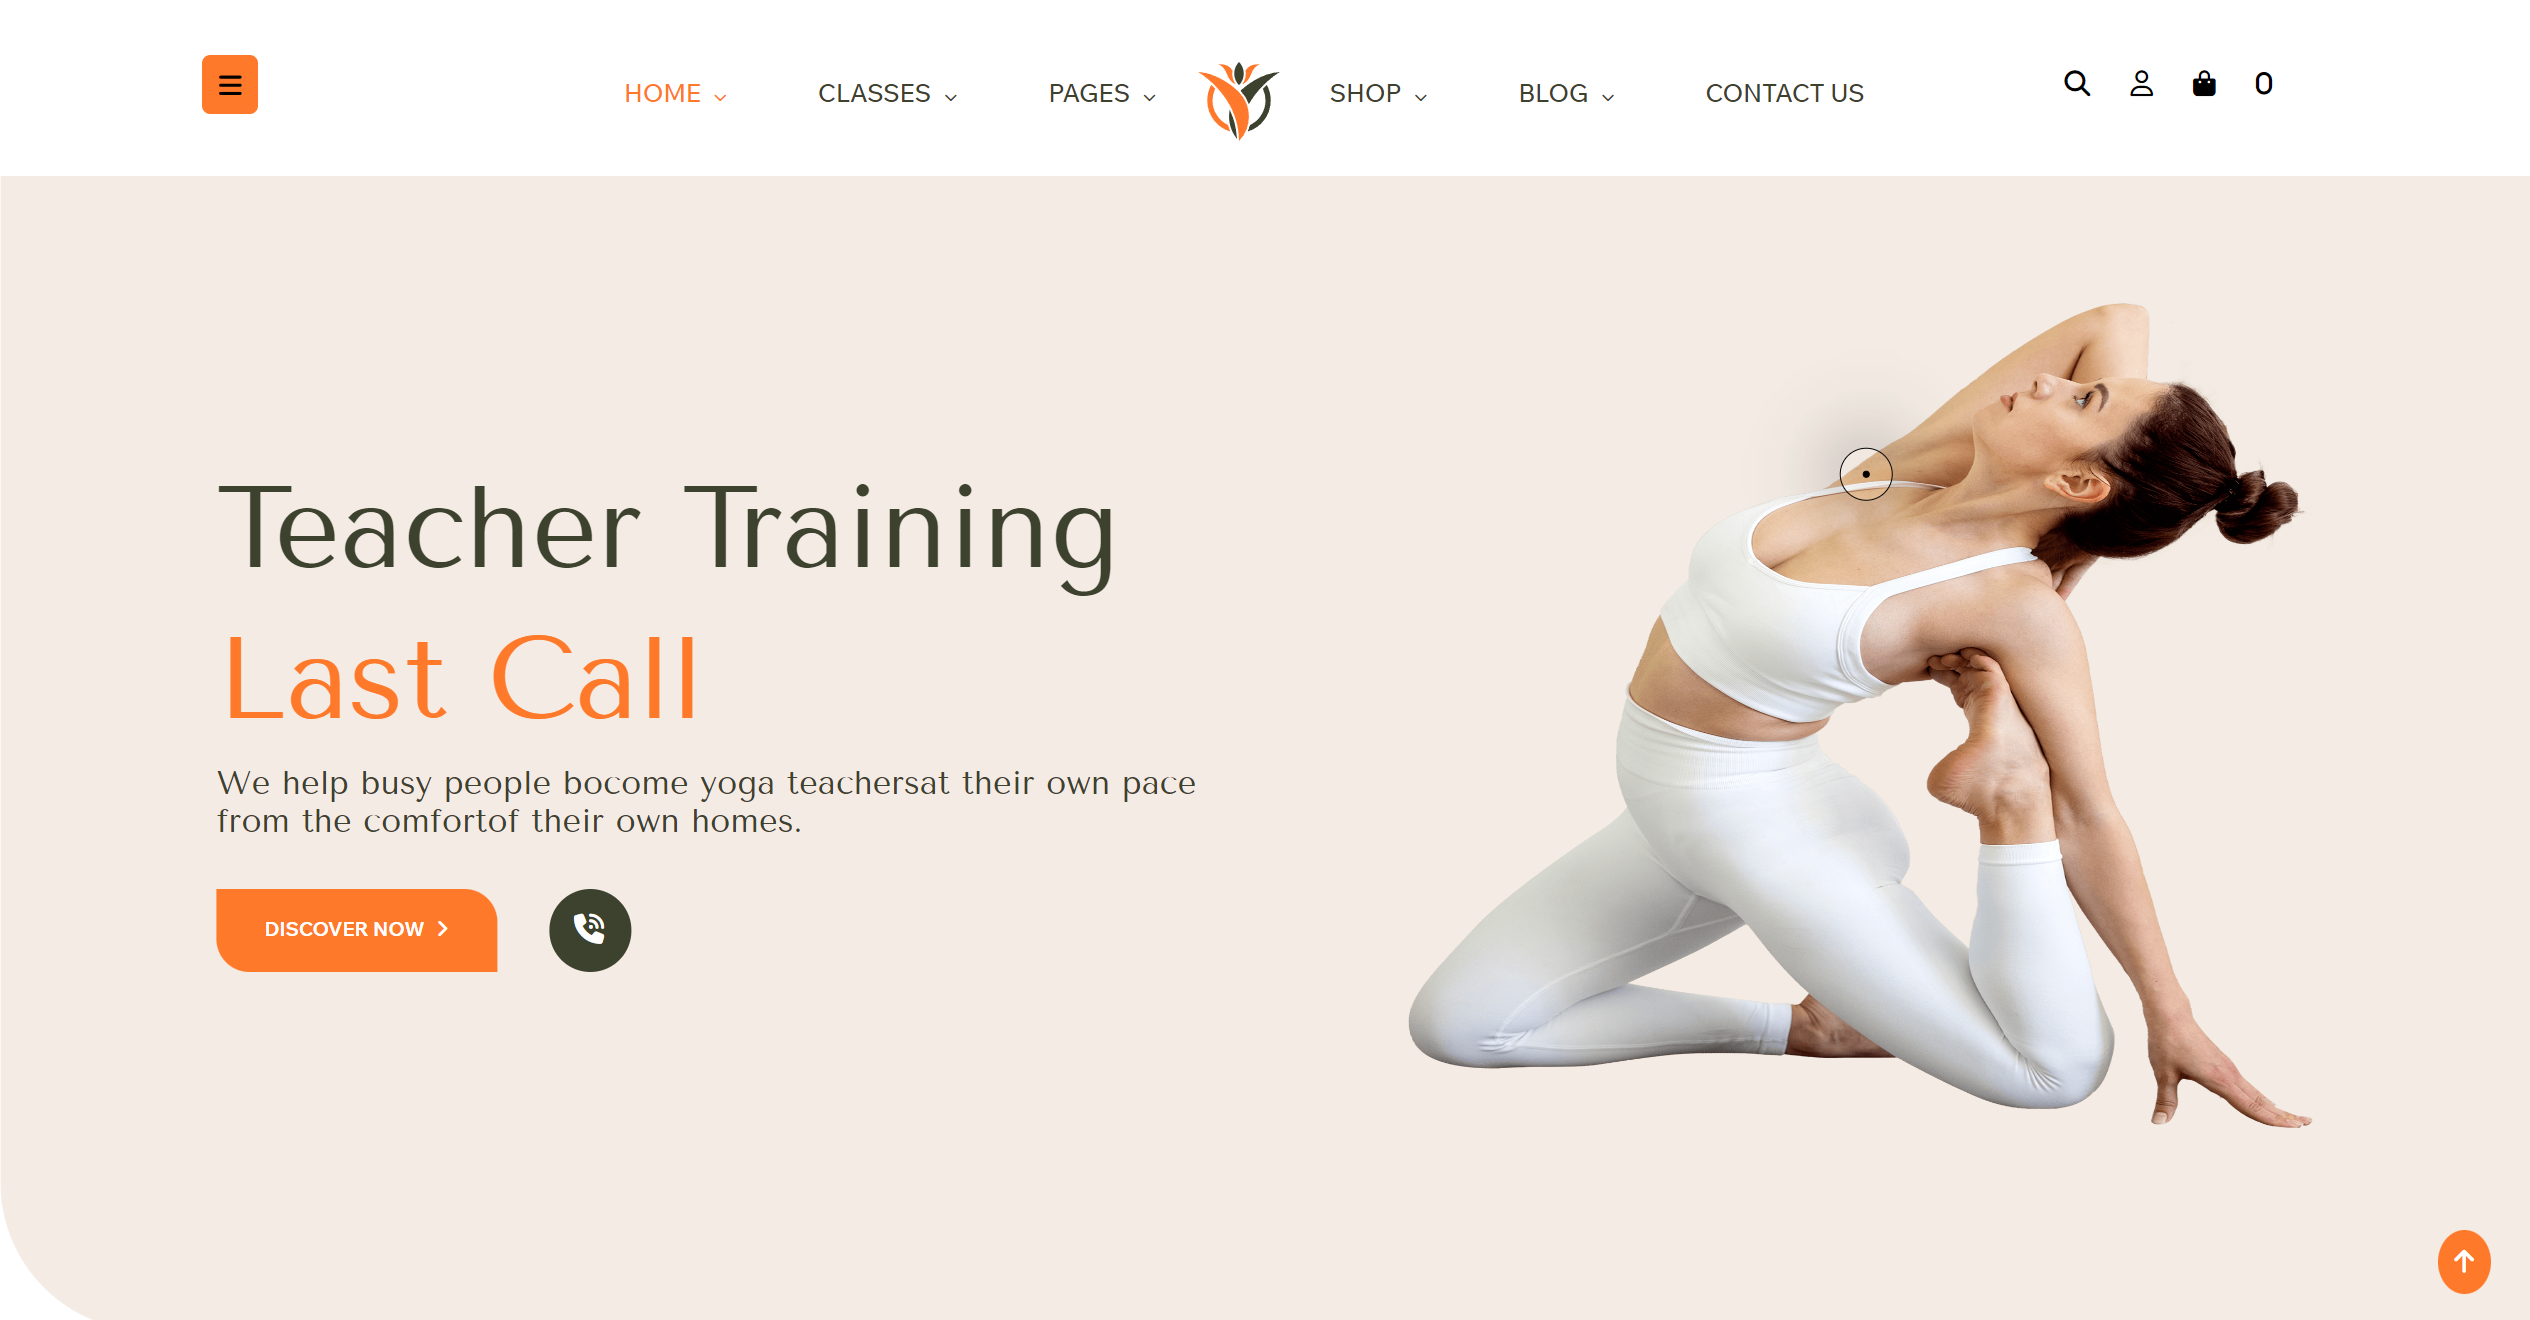 HOME CLASSES PAGES SHOP BLOG CONTACT US 0
Teacher Training
Last Call
We help busy people bocome yoga teachersat their own pace
from the comfortof their own homes.
DISCOVER NOW